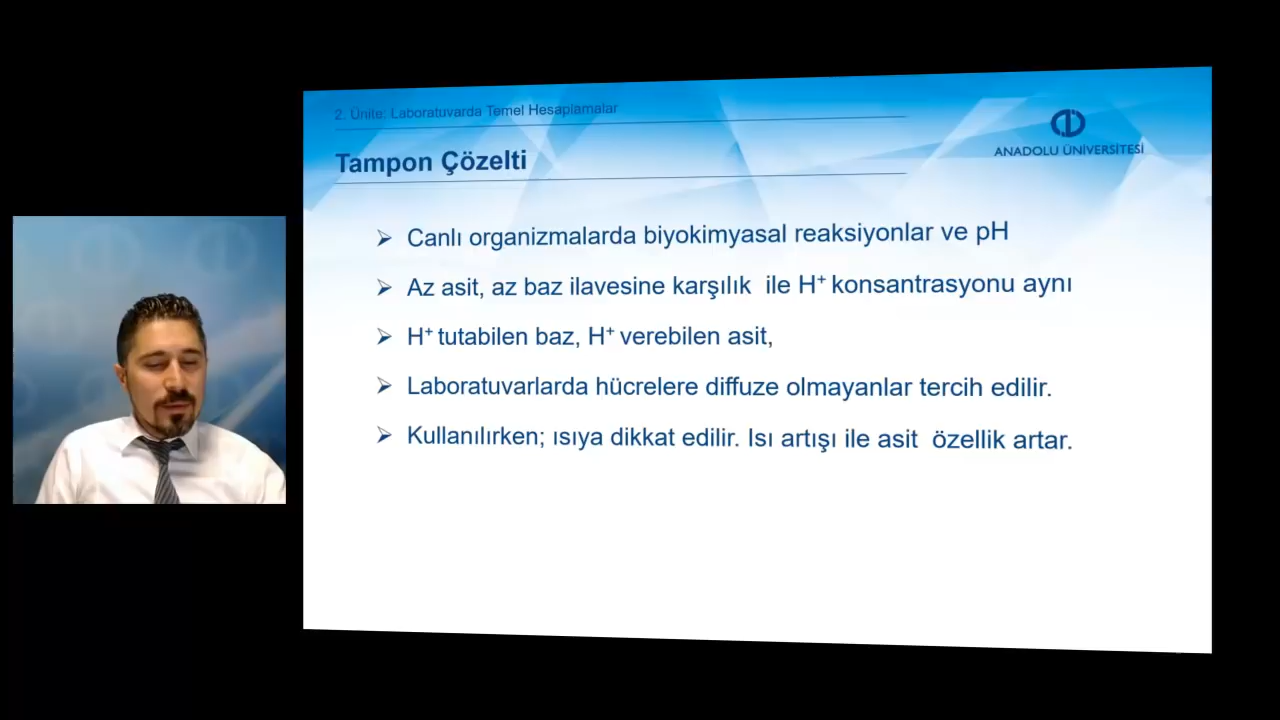 2. Ünite: Laboratuvarda Temel Hesaplamalar
ANADOLU ÜNİVERSİTESİ
Tampon Çözelti
Canlı organizmalarda biyokimyasal reaksiyonlar ve pH
Az asit, az baz ilavesine karşılık ile H⁺ konsantrasyonu aynı
H⁺ tutabilen baz, H⁺ verebilen asit,
Laboratuvarlarda hücrelere diffuze olmayanlar tercih edilir.
Kullanılırken; ısıya dikkat edilir. Isı artışı ile asit özellik artar.